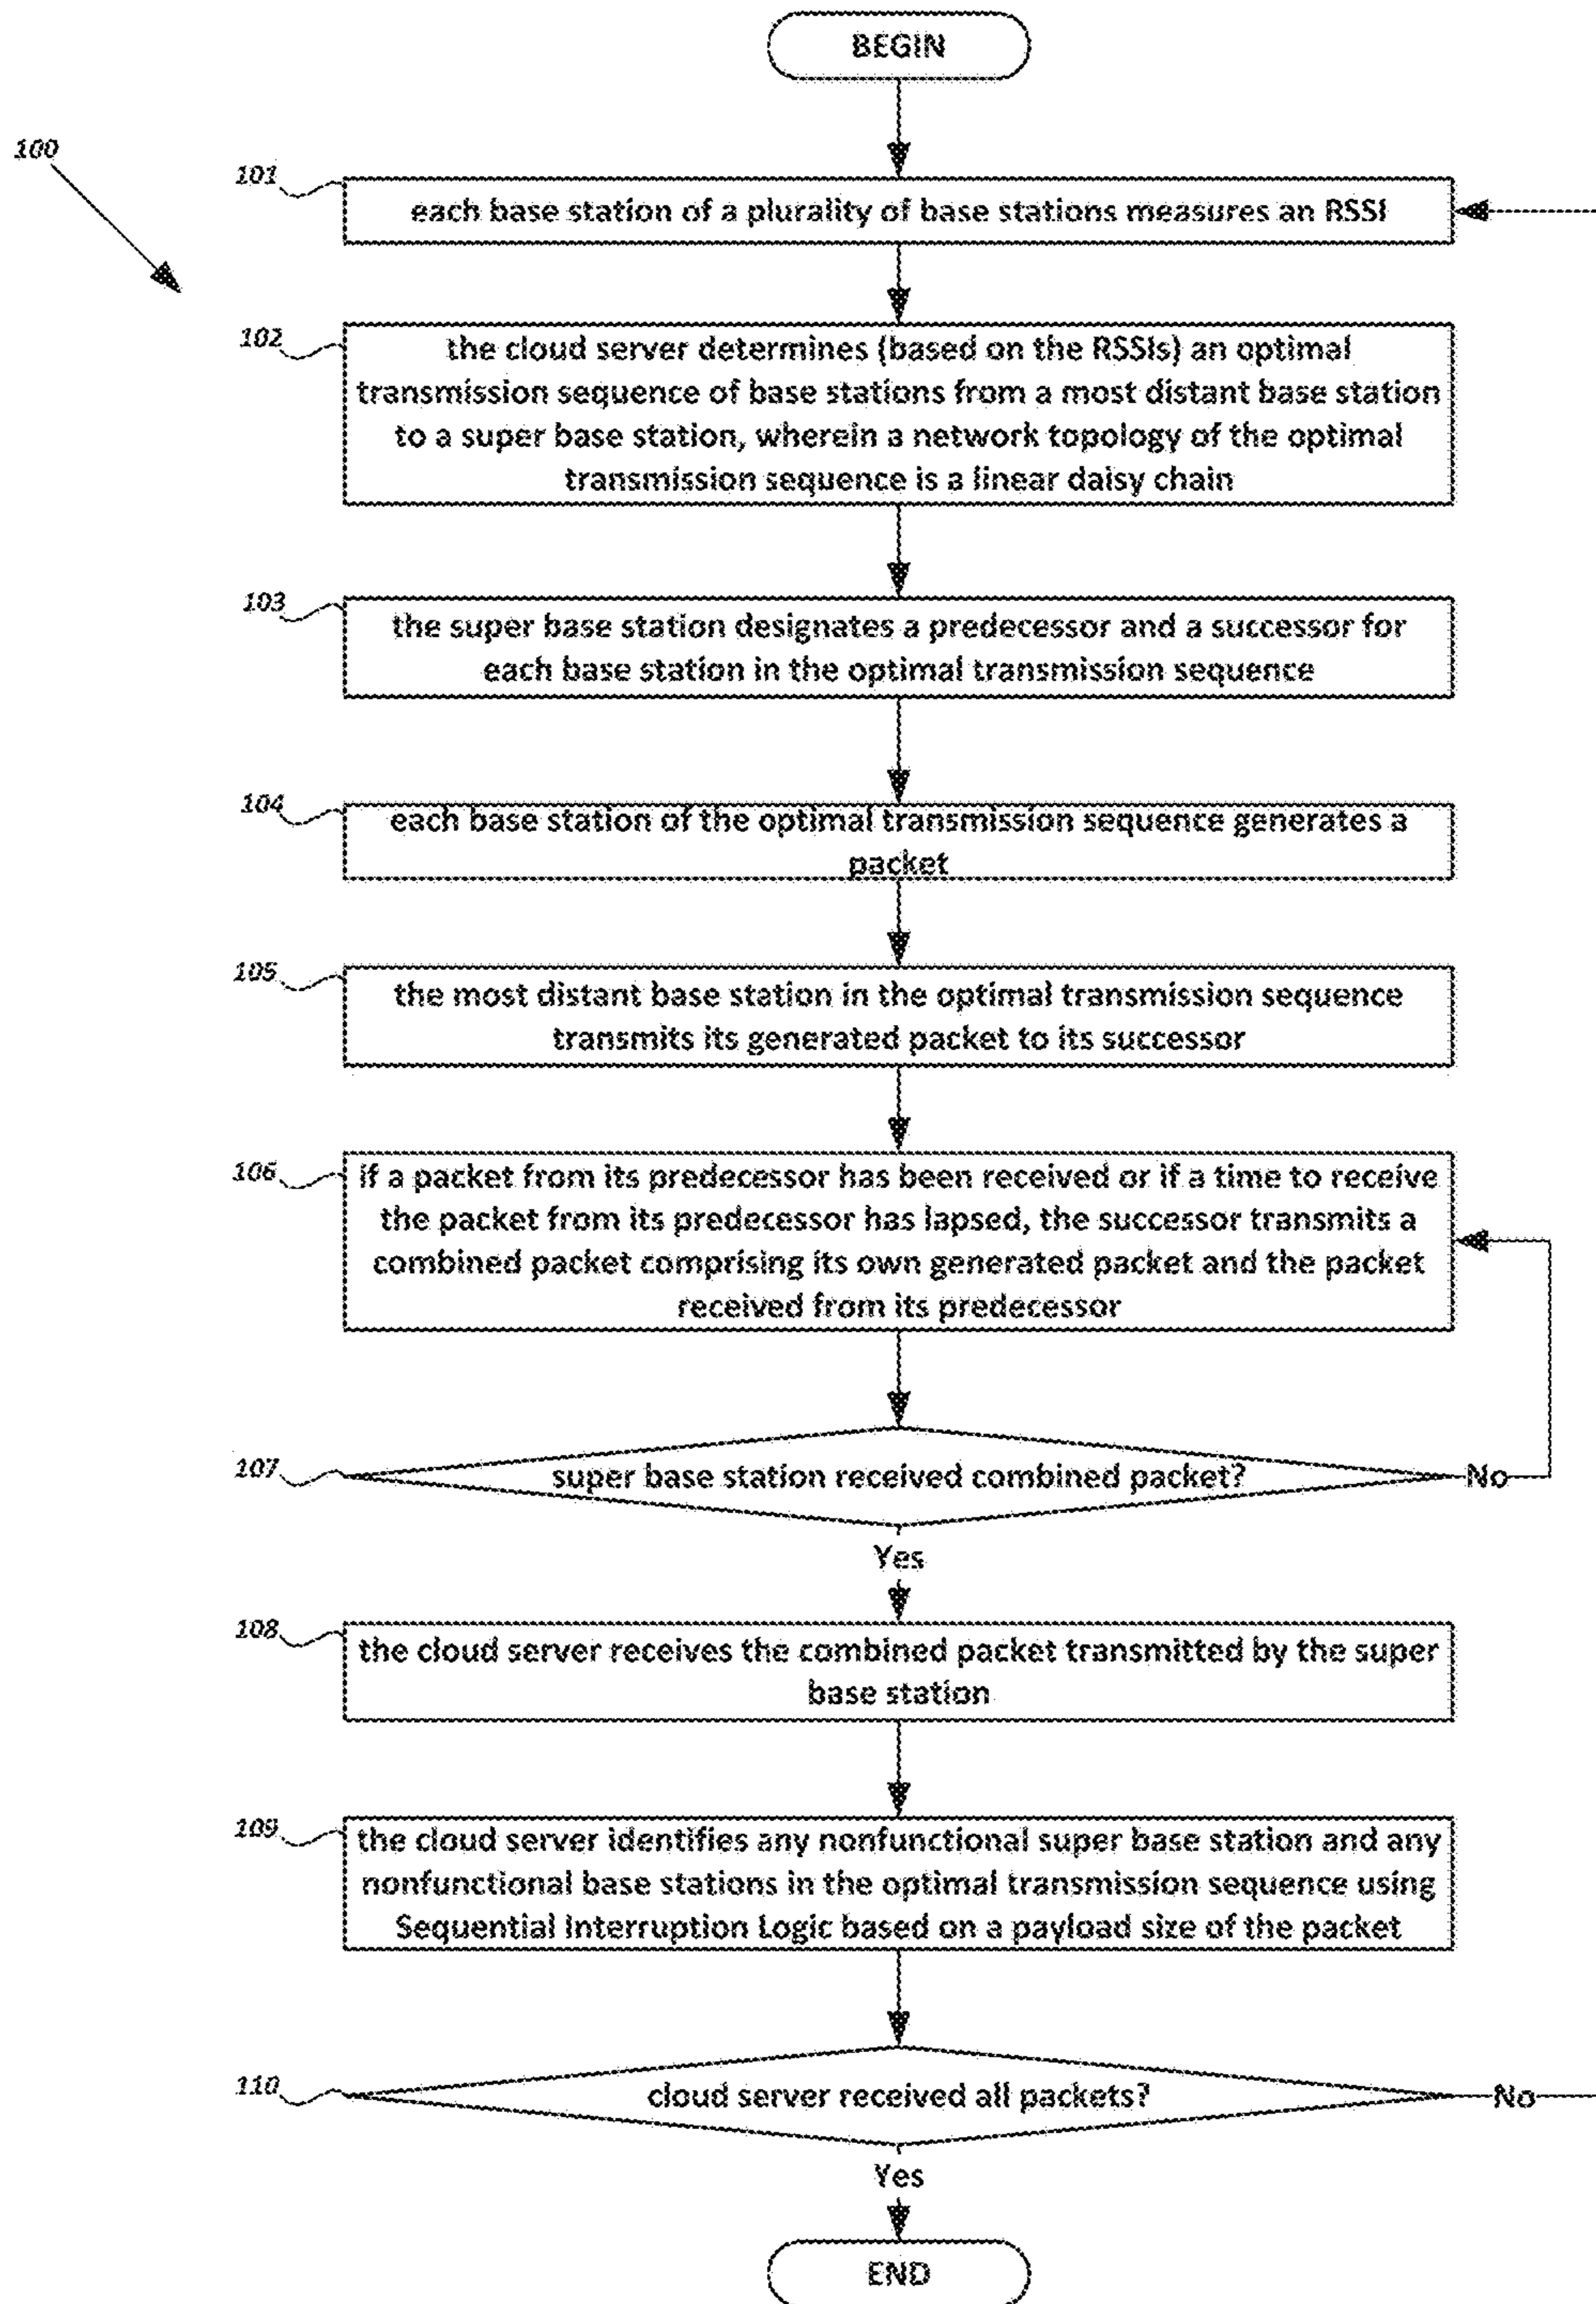 BEGIN
100
101
each base station of a plurality of base stations measures an RSSI
102
the cloud server determines (based on the RSSIs) an optimal
transmission sequence of base stations from a most distant base station
to a super base station, wherein a network topology of the optimal
transmission sequence is a linear daisy chain
103
the super base station designates a predecessor and a successor for
each base station in the optimal transmission sequence
104
each base station of the optimal transmission sequence generates a
packet
105
the most distant base station in the optimal transmission sequence
transmits its generated packet to its successor
106
if a packet from its predecessor has been received or if a time to receive
the packet from its predecessor has lapsed, the successor transmits a
combined packet comprising its own generated packet and the packet
received from its predecessor
107
super base station received combined packet?
No
Yes
108
the cloud server receives the combined packet transmitted by the super
base station
109
the cloud server identifies any nonfunctional super base station and any
nonfunctional base stations in the optimal transmission sequence using
Sequential Interruption Logic based on a payload size of the packet
110
cloud server received all packets?
No
Yes
END